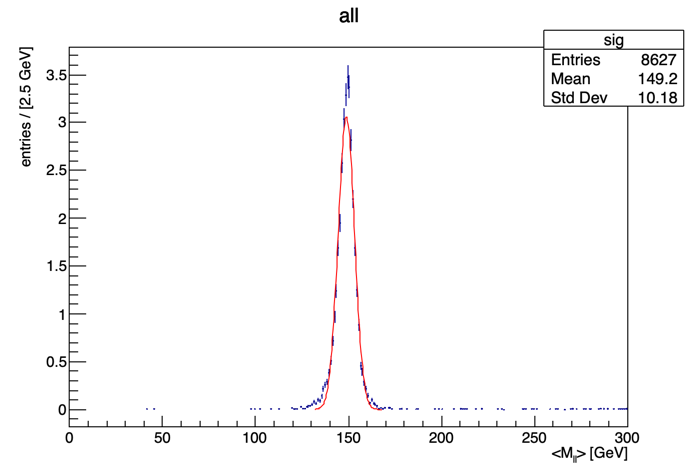 all
sig
Entries 8627
Mean 149.2
Std Dev 10.18
entries / [2.5 GeV]
3.5
3
2.5
2
1.5
1
0.5
0
0 50 100 150 200 250 300
<M_ll> [GeV]